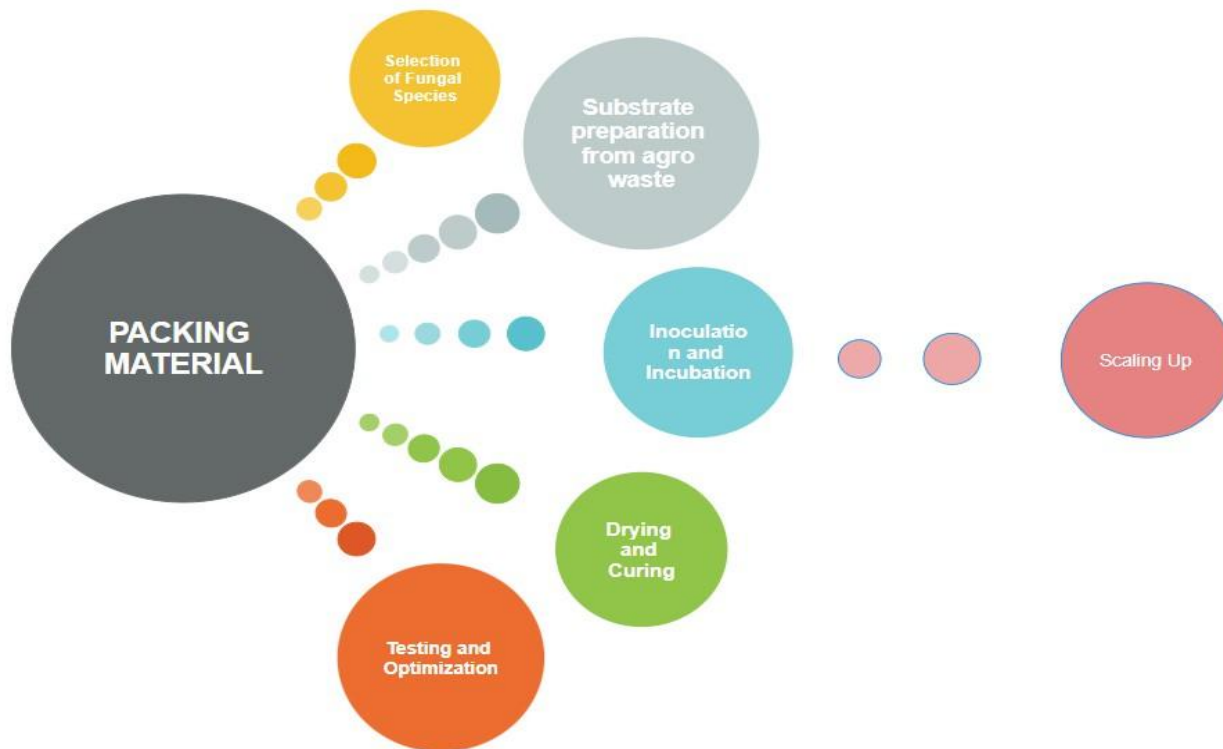 Selection
of Fungal
Species
Substrate
preparation
from agro
waste
PACKING
MATERIAL
Inoculatio
n and
Incubation
Scaling Up
Drying
and
Curing
Testing and
Optimization